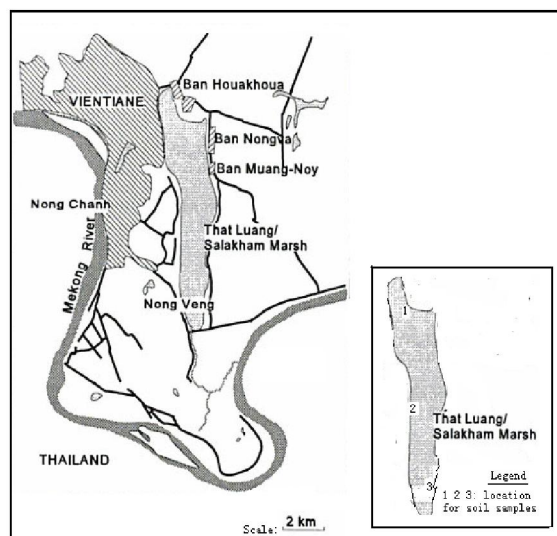 Ban Houakhoua
VIENTIANE
Ban Nongva
Ban Muang-Noy
Nong Chanh
Mekong River
That Luang/
Salakham Marsh
Nong Veng
THAILAND
Scale: 2 km
1
2
That Luang/
Salakham Marsh
Legend
3
1 2 3: location
for soil samples